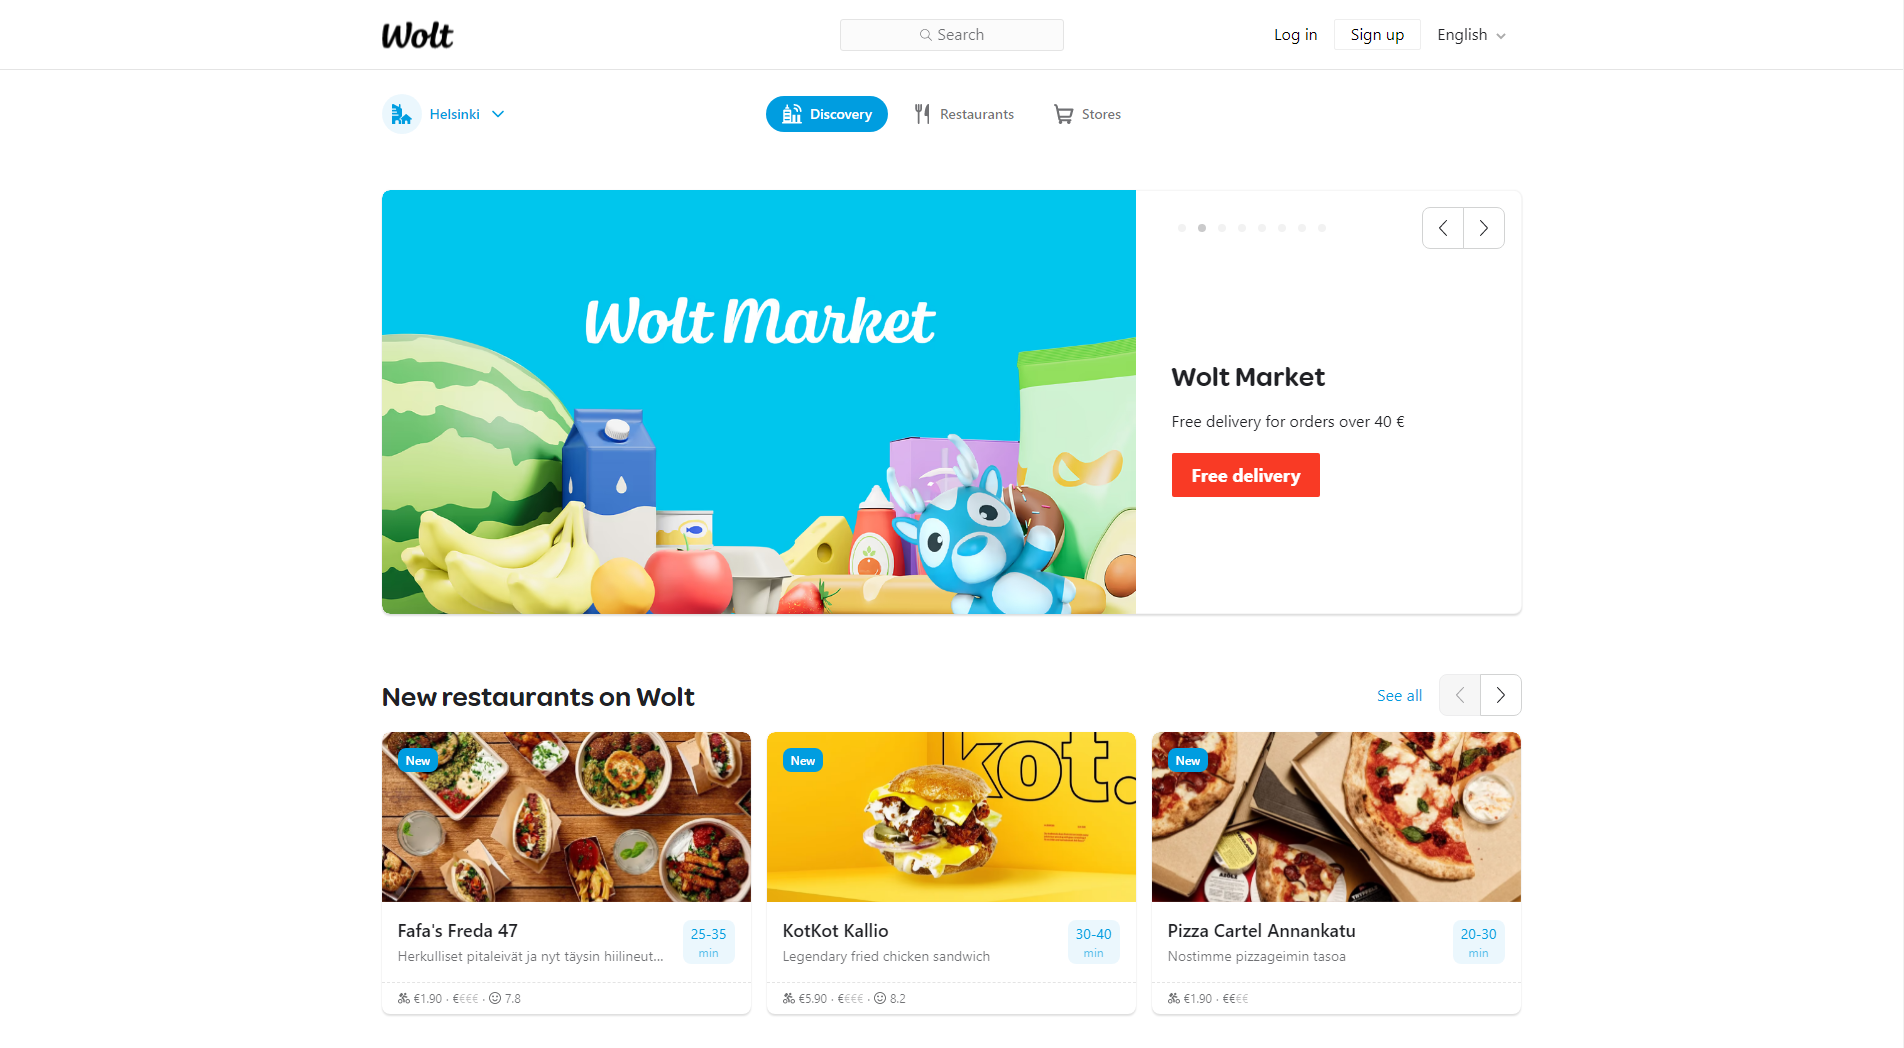 Wolt
Search
Log in
Sign up
English
Helsinki
Discovery
Restaurants
Stores
Wolt Market
Wolt Market
Free delivery for orders over 40 €
Free delivery
New restaurants on Wolt
See all
New
New
kot.
New
Fafa's Freda 47
Herkulliset pitaleivät ja nyt täysin hiilineut...
25-35
min
€1.90 · €€€€ · 7.8
KotKot Kallio
Legendary fried chicken sandwich
30-40
min
€5.90 · €€€€ · 8.2
Pizza Cartel Annankatu
Nostimme pizzageimin tasoa
20-30
min
€1.90 · €€€€